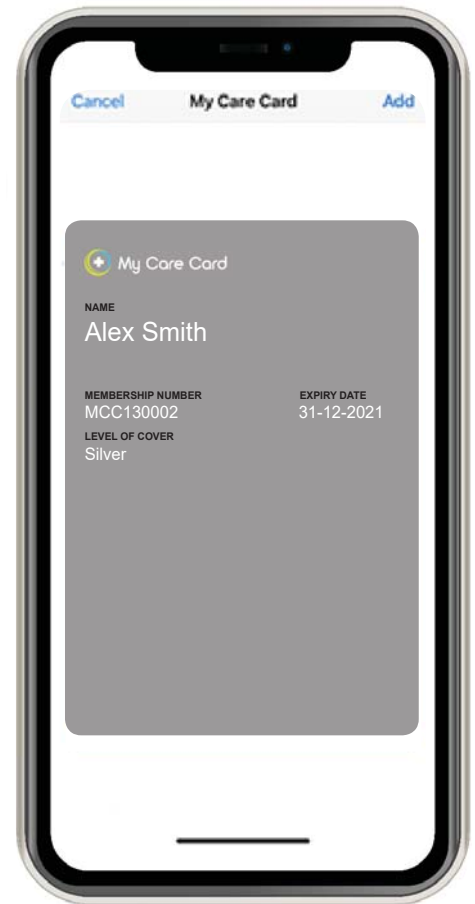 Cancel My Care Card Add
My Care Card
NAME
Alex Smith
MEMBERSHIP NUMBER EXPIRY DATE
MCC130002 31-12-2021
LEVEL OF COVER
Silver